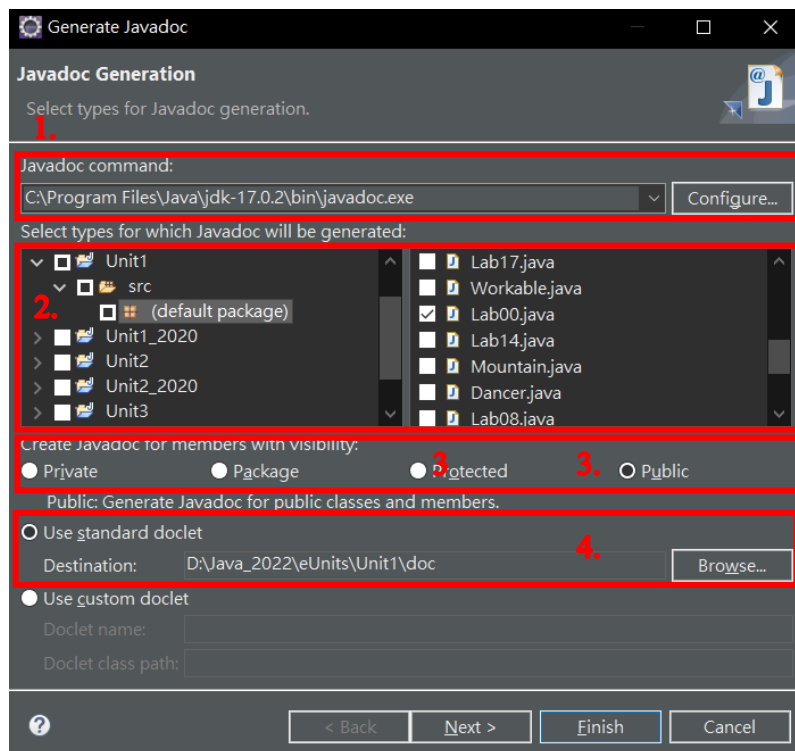 Generate Javadoc
Javadoc Generation
Select types for Javadoc generation.
1.
Javadoc command:
C:\Program Files\Java\jdk-17.0.2\bin\javadoc.exe
Configure...
Select types for which Javadoc will be generated:
2.
Unit1
src
(default package)
Unit1_2020
Unit2
Unit2_2020
Unit3
Lab17.java
Workable.java
Lab00.java
Lab14.java
Mountain.java
Dancer.java
Lab08.java
Create Javadoc for members with visibility:
Private Package 3 Protected 3. Public
Public: Generate Javadoc for public classes and members.
Use standard doclet
4.
Destination: D:\Java_2022\eUnits\Unit1\doc Browse...
Use custom doclet
Doclet name:
Doclet class path:
? < Back Next > Finish Cancel